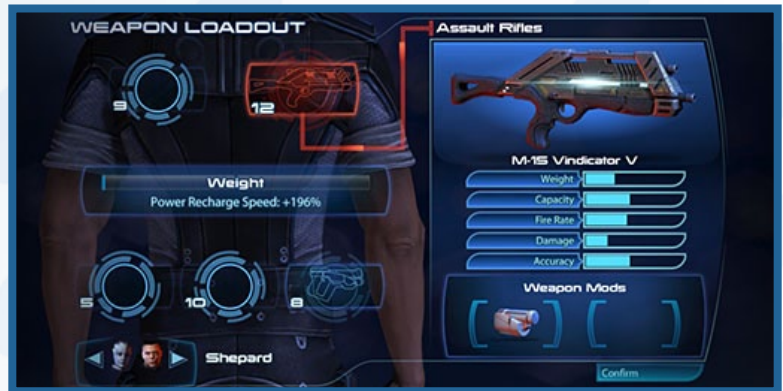 WEAPON LOADOUT
Assault Rifles
9
12
M-15 Vindicator V
Weight
Power Recharge Speed: +196%
Weight
Capacity
Fire Rate
Damage
Accuracy
Weapon Mods
5
10
8
Shepard
Confirm